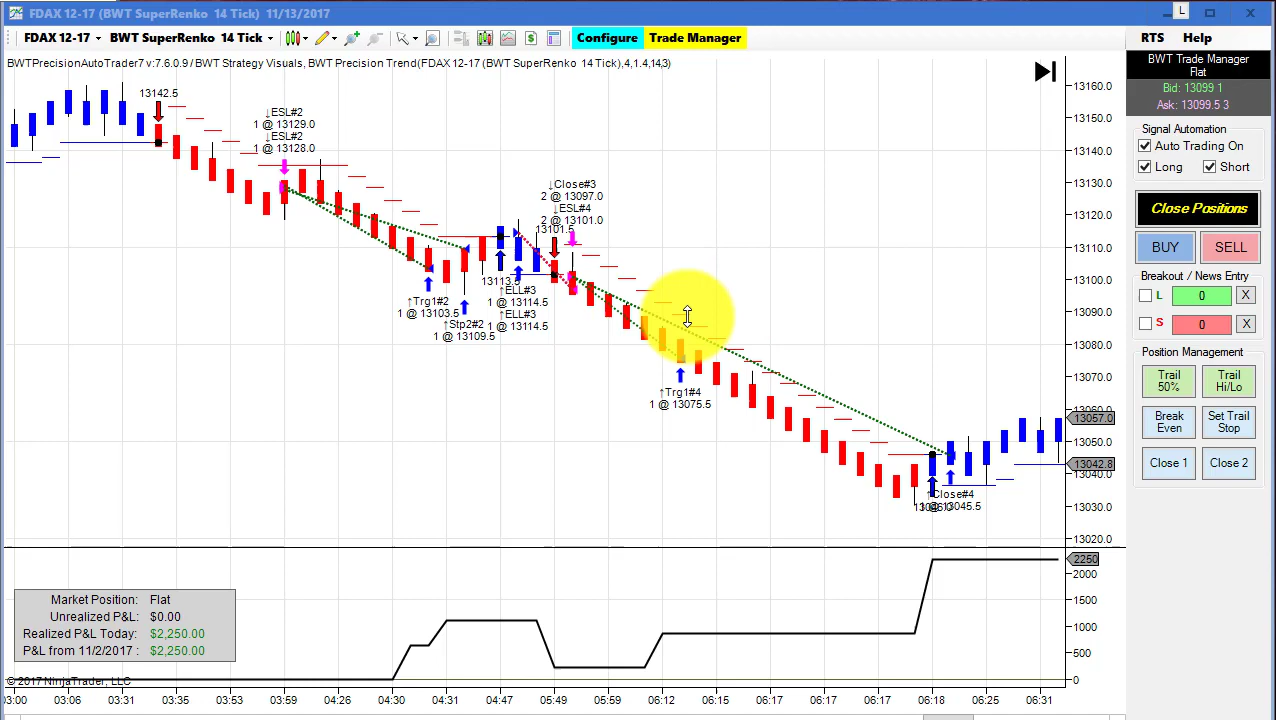 FDAX 12-17 (BWT SuperRenko 14 Tick) 11/13/2017
L
FDAX 12-17 BWT SuperRenko 14 Tick
Configure
Trade Manager
RTS Help
BWTPrecisionAutoTrader7 v:7.6.0.9 / BWT Strategy Visuals, BWT Precision Trend(FDAX 12-17 (BWT SuperRenko 14 Tick),4,1.4,14,3)
13142.5
↓ESL#2
1 @ 13129.0
↓ESL#2
1 @ 13128.0
↓Close#3
2 @ 13097.0
↓ESL#4
2 @ 13101.0
13101.5
↑Trg1#2
1 @ 13103.5
↑Stp2#2
1 @ 13109.5
13113.5
↑ELL#3
1 @ 13114.5
↑ELL#3
1 @ 13114.5
↑Trg1#4
1 @ 13075.5
↑Close#4
1 @ 13045.5
13160.0
13150.0
13140.0
13130.0
13120.0
13110.0
13100.0
13090.0
13080.0
13070.0
13060.0
13057.0
13050.0
13042.8
13040.0
13030.0
13020.0
2250
2000
1500
1000
500
0
Market Position: Flat
Unrealized P&L: $0.00
Realized P&L Today: $2,250.00
P&L from 11/2/2017 : $2,250.00
© 2017 NinjaTrader, LLC
03:00 03:06 03:31 03:35 03:59 04:26 04:30 04:31 04:47 05:49 05:59 06:12 06:12 06:15 06:17 06:17 06:17 06:18 06:25 06:31
BWT Trade Manager
Flat
Bid: 13099 1
Ask: 13099.5 3
Signal Automation
Auto Trading On
Long Short
Close Positions
BUY SELL
Breakout / News Entry
L 0 X
S 0 X
Position Management
Trail 50%
Trail Hi/Lo
Break Even
Set Trail Stop
Close 1 Close 2